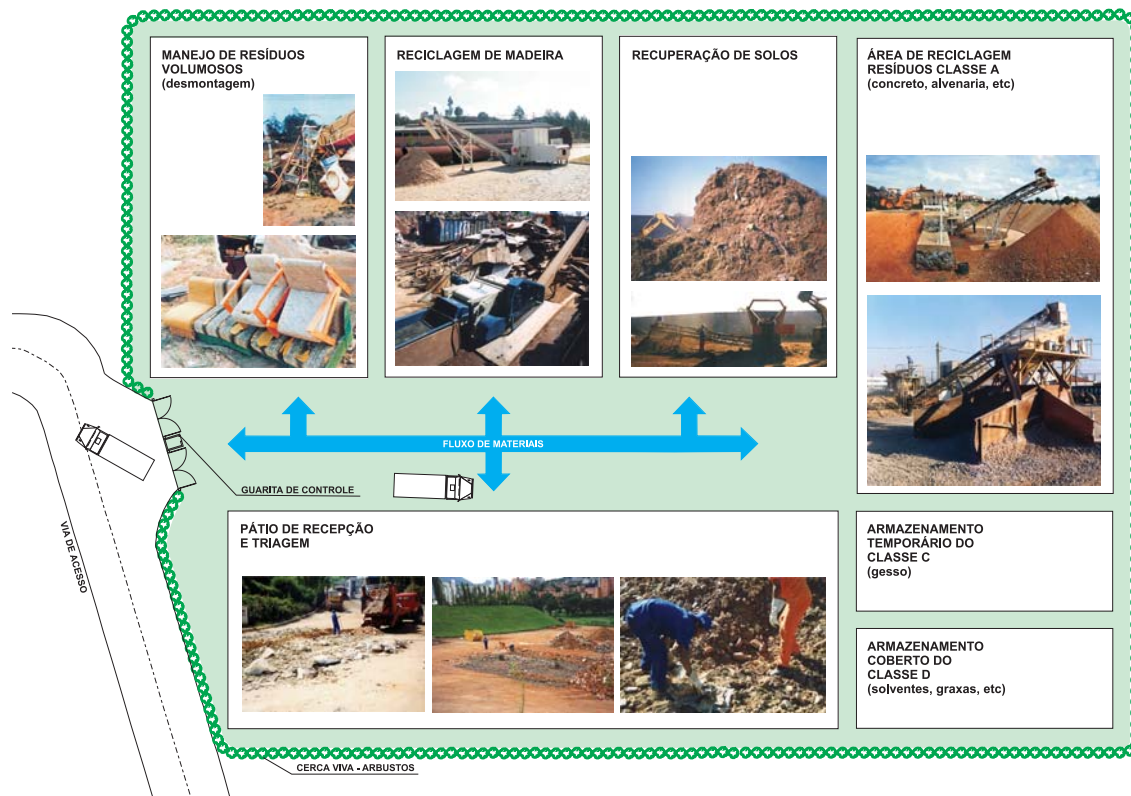 MANEJO DE RESÍDUOS
VOLUMOSOS
(desmontagem)
RECICLAGEM DE MADEIRA
RECUPERAÇÃO DE SOLOS
ÁREA DE RECICLAGEM
RESÍDUOS CLASSE A
(concreto, alvenaria, etc)
FLUXO DE MATERIAIS
GUARITA DE CONTROLE
VIA DE ACESSO
PÁTIO DE RECEPÇÃO
E TRIAGEM
ARMAZENAMENTO
TEMPORÁRIO DO
CLASSE C
(gesso)
ARMAZENAMENTO
COBERTO DO
CLASSE D
(solventes, graxas, etc)
CERCA VIVA - ARBUSTOS